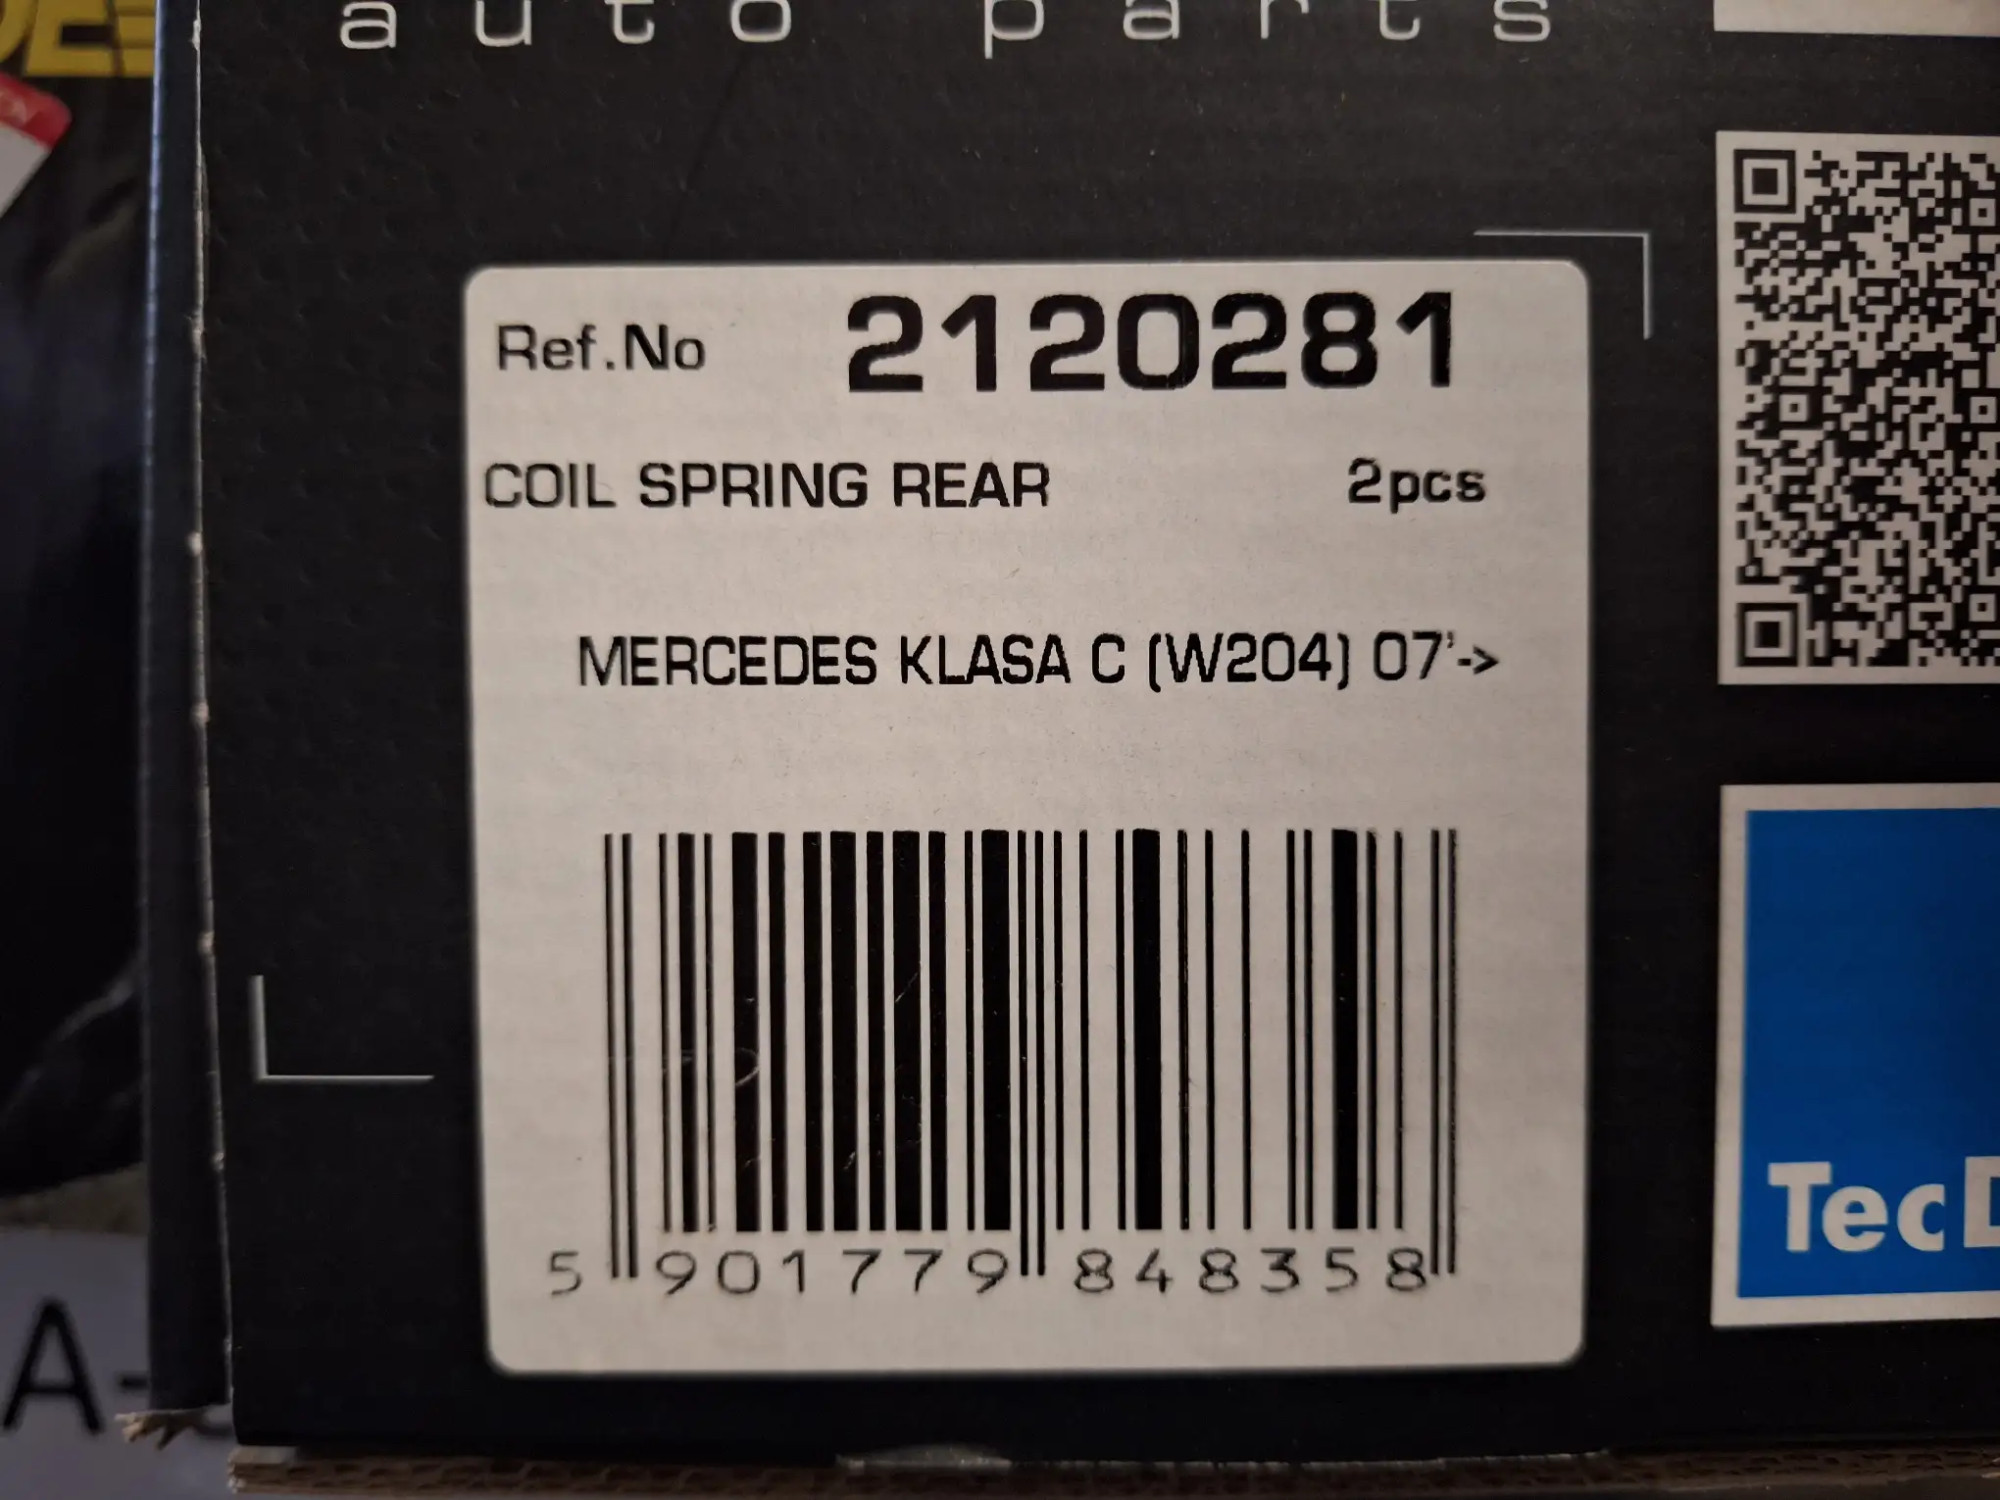 auto parts
Ref.No 2120281
COIL SPRING REAR 2pcs
MERCEDES KLASA C (W204) 07'->
5 901779 848358
TecD
A-